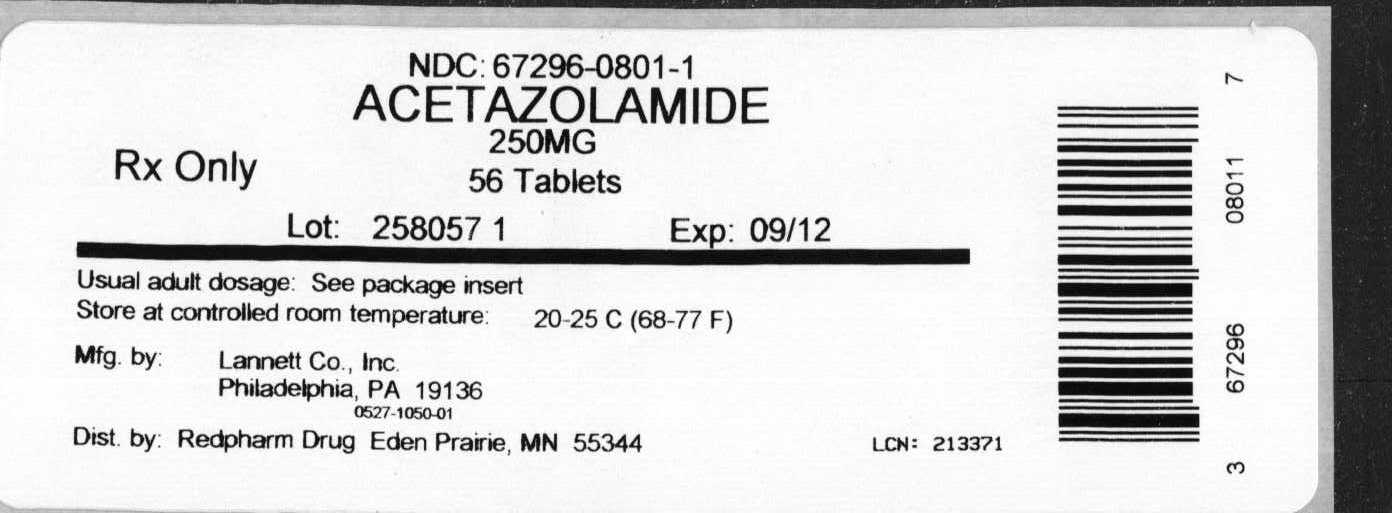 NDC: 67296-0801-1
ACETAZOLAMIDE
250MG
Rx Only
56 Tablets
Lot: 258057 1 Exp: 09/12
Usual adult dosage: See package insert
Store at controlled room temperature: 20-25 C (68-77 F)
Mfg. by: Lannett Co., Inc.
Philadelphia, PA 19136
0527-1050-01
Dist. by: Redpharm Drug Eden Prairie, MN 55344
LCN: 213371
3 67296 08011 7